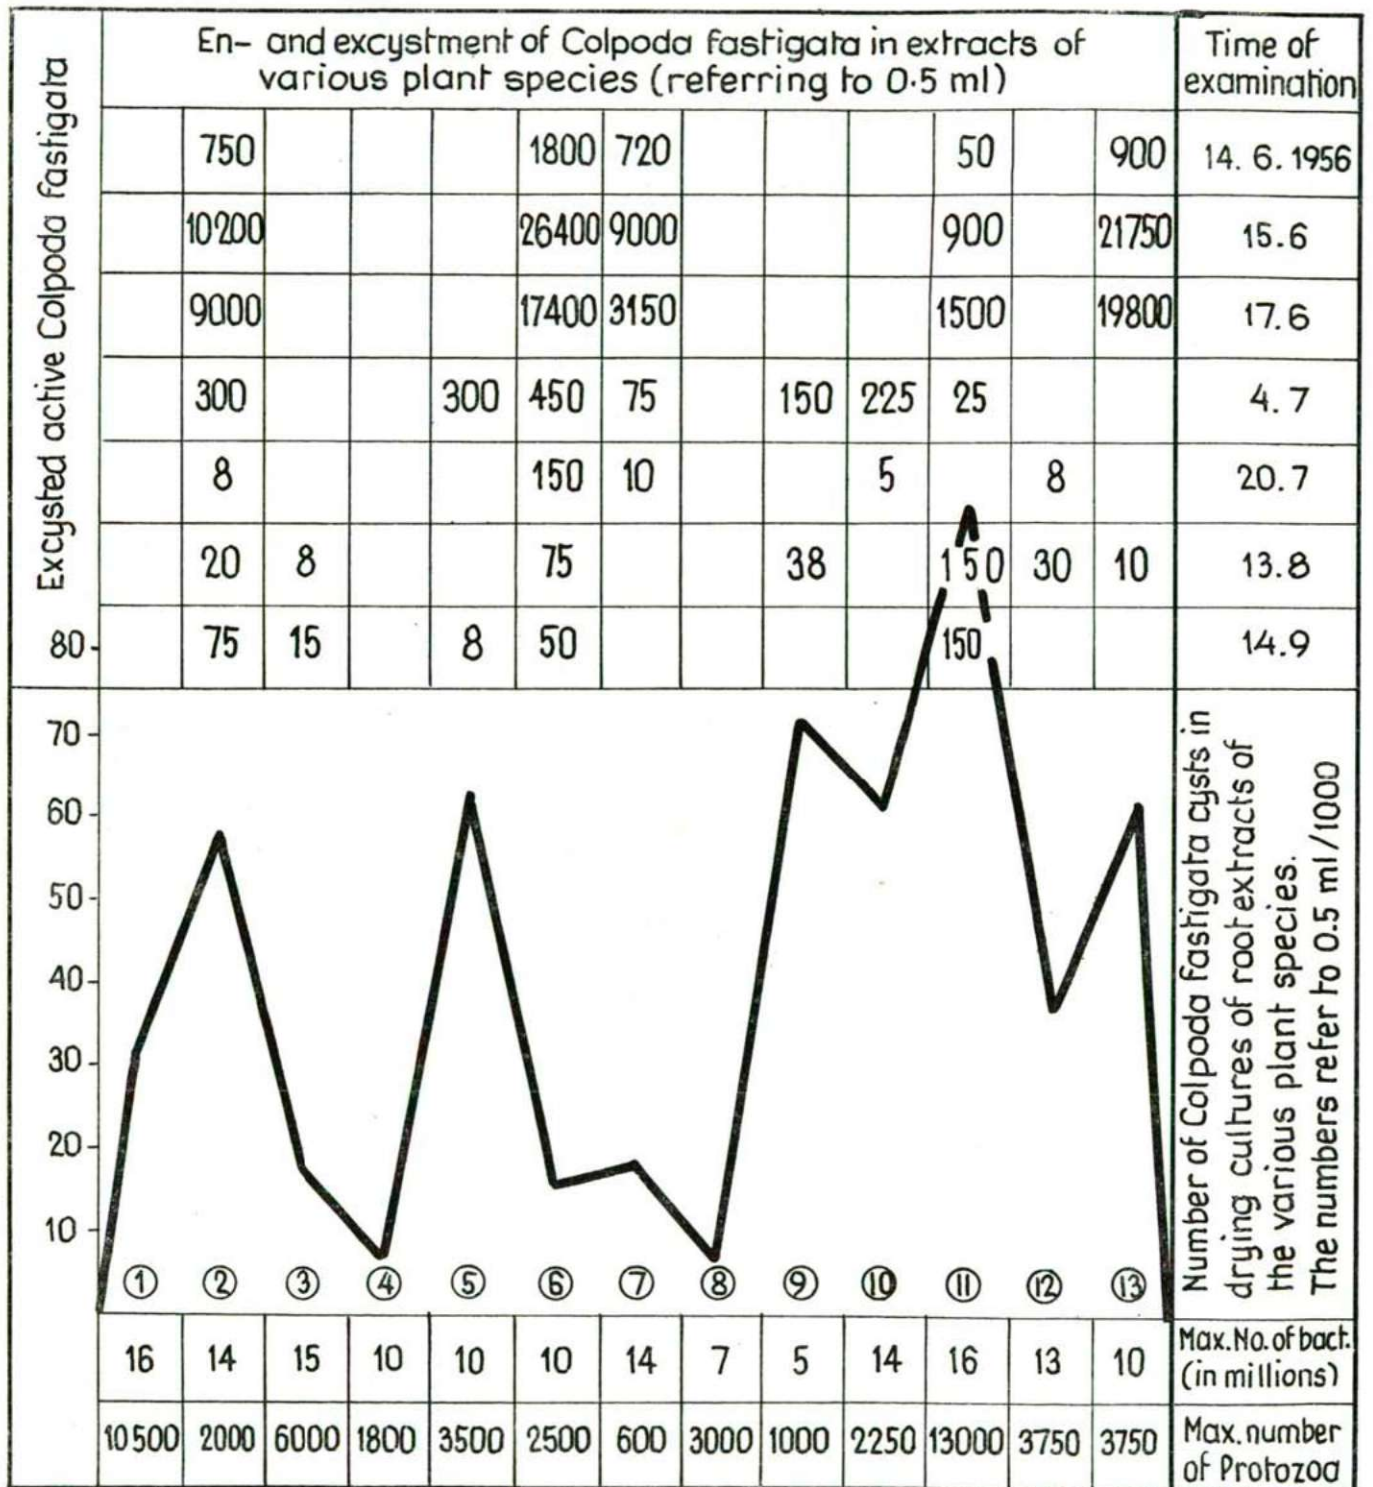 En- and excystment of Colpoda fastigata in extracts of
various plant species (referring to 0.5 ml)
Time of
examination
Excysted active Colpoda fastigata
750 1800 720 50 900 14. 6. 1956
10200 26400 9000 900 21750 15.6
9000 17400 3150 1500 19800 17.6
300 300 450 75 150 225 25 4.7
8 150 10 5 8 20.7
20 8 75 38 150 30 10 13.8
80 75 15 8 50 150 14.9
70
60
50
40
30
20
10
① ② ③ ④ ⑤ ⑥ ⑦ ⑧ ⑨ ⑩ ⑪ ⑫ ⑬
Number of Colpoda fastigata cysts in
drying cultures of root extracts of
the various plant species.
The numbers refer to 0.5 ml/1000
16 14 15 10 10 10 14 7 5 14 16 13 10 Max. No. of bact.
(in millions)
10500 2000 6000 1800 3500 2500 600 3000 1000 2250 13000 3750 3750 Max. number
of Protozoa